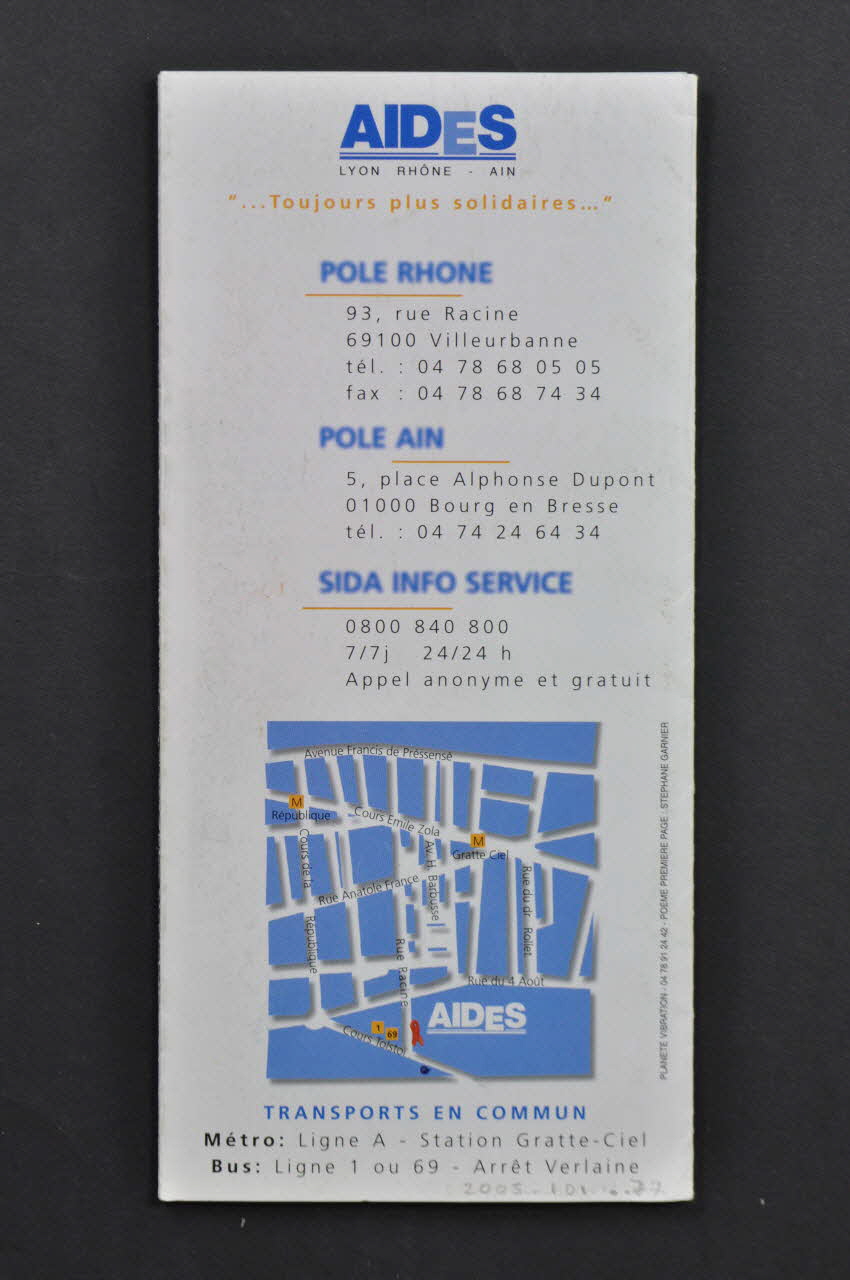 AIDES
LYON RHÔNE - AIN
"...Toujours plus solidaires..."
POLE RHONE
93, rue Racine
69100 Villeurbanne
tél. : 04 78 68 05 05
fax : 04 78 68 74 34
POLE AIN
5, place Alphonse Dupont
01000 Bourg en Bresse
tél. : 04 74 24 64 34
SIDA INFO SERVICE
0800 840 800
7/7j 24/24 h
Appel anonyme et gratuit
Avenue Francis de Préssensé
M
République
Cours Emile Zola
M
Gratte Ciel
Cours de la
République
Av. H. Barbusse
Rue Anatole France
Rue du dr Rollet
Rue Racine
Rue du 4 Août
AIDES
1
69
Cours Tolstoï
PLANETE VIBRATION - 04 78 91 24 42 - POEME PREMIERE PAGE : STEPHANE GARNIER
TRANSPORTS EN COMMUN
Métro: Ligne A - Station Gratte-Ciel
Bus: Ligne 1 ou 69 - Arrêt Verlaine